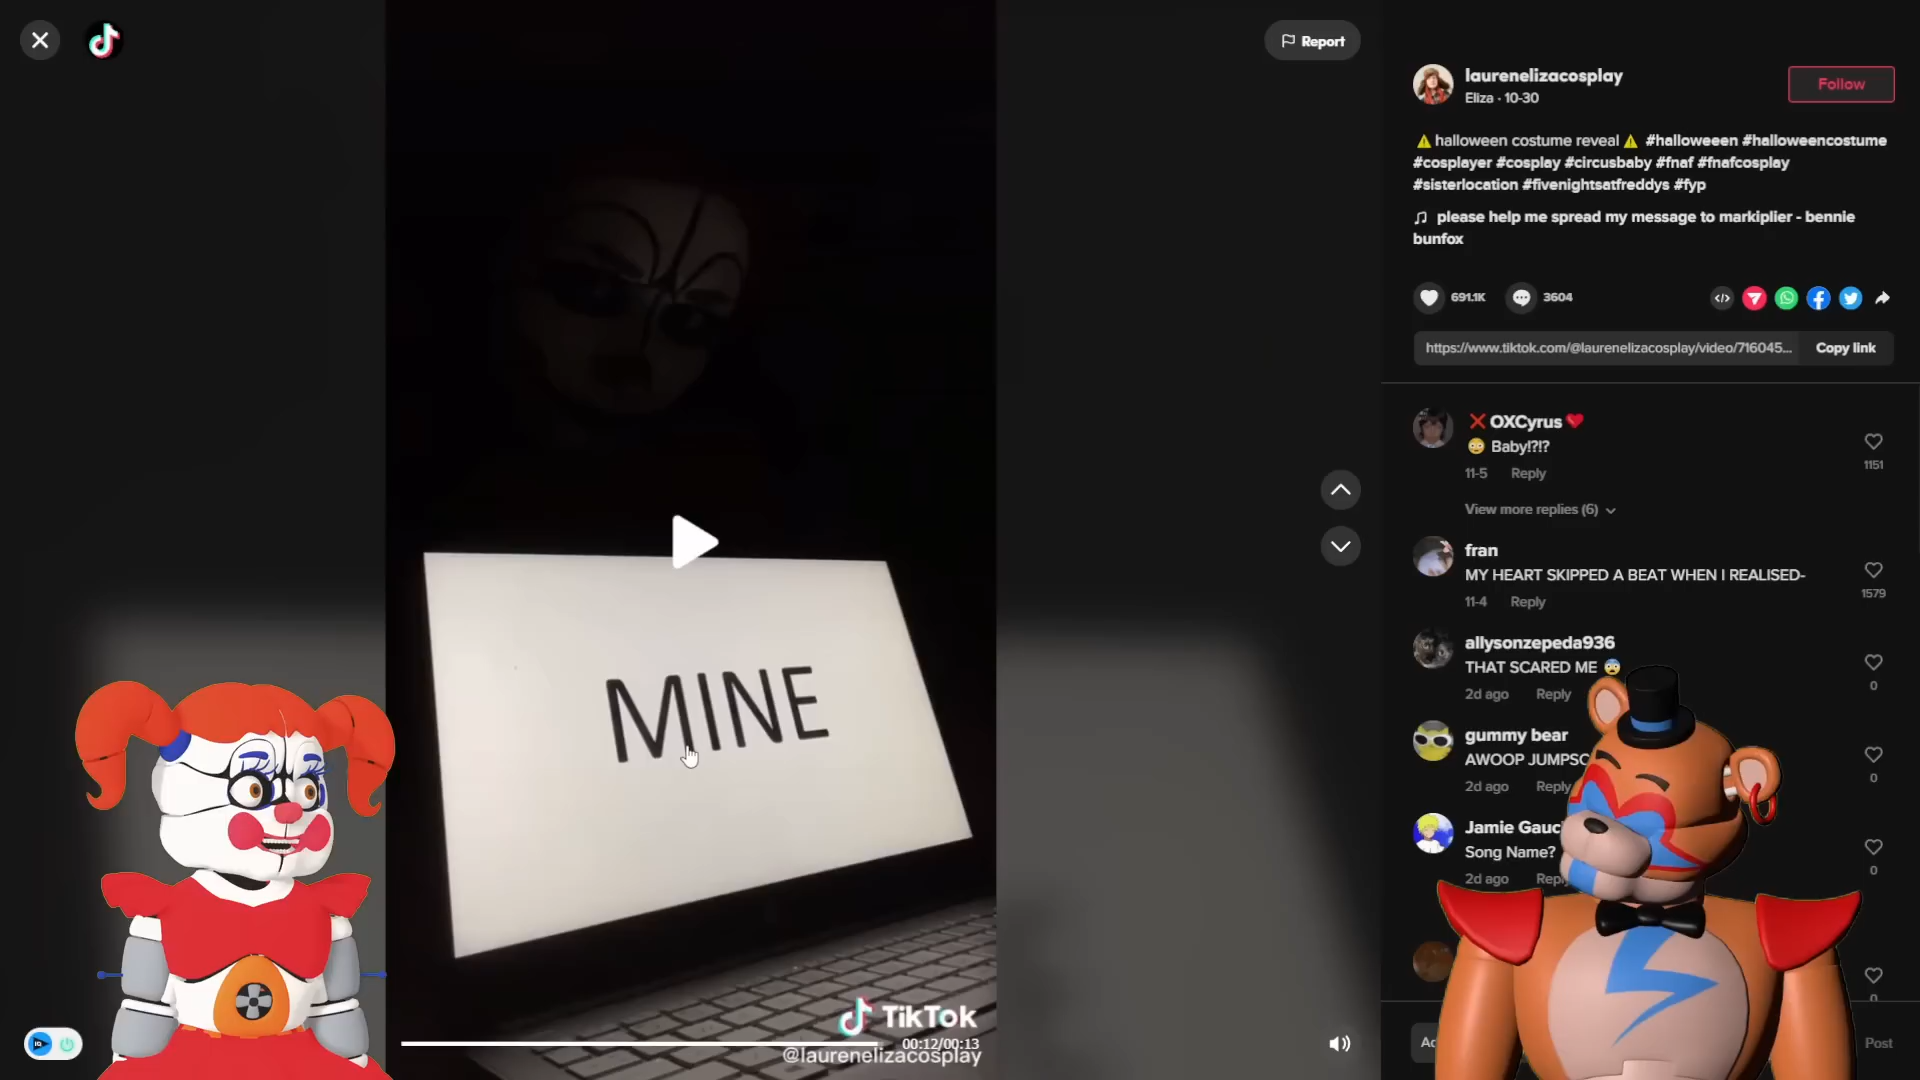 Report
laurenelizacosplay
Eliza · 10-30
Follow
⚠️halloween costume reveal⚠️ #halloweeen #halloweencostume
#cosplayer #cosplay #circusbaby #fnaf #fnafcosplay
#sisterlocation #fivenightsatfreddys #fyp
♫ please help me spread my message to markiplier - bennie
bunfox
691.1K
3604
https://www.tiktok.com/@laurenelizacosplay/video/716045...
Copy link
❌ OXCyrus ❤️
😳 Baby!?!?
11-5 Reply
1151
View more replies (6)
fran
MY HEART SKIPPED A BEAT WHEN I REALISED-
11-4 Reply
1579
allysonzepeda936
THAT SCARED ME 😨
2d ago Reply
0
gummy bear
AWOOP JUMPSC
2d ago Reply
0
Jamie Gauc
Song Name?
2d ago Rep
0
0
Post
MINE
TikTok
00:12/00:13
@laurenelizacosplay